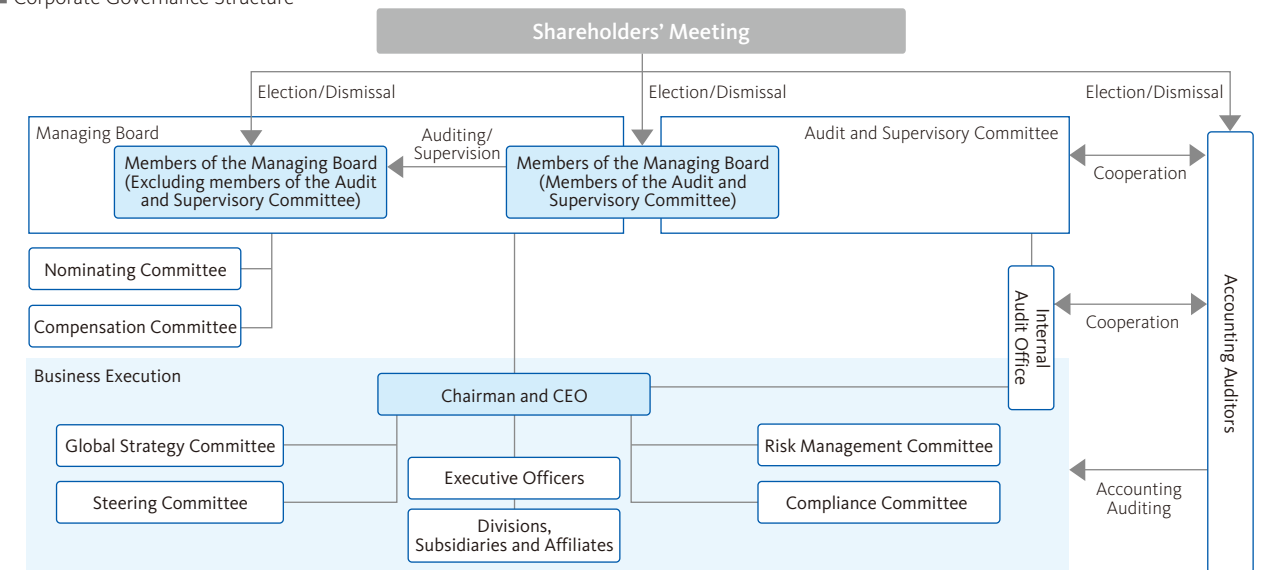 ■ Corporate Governance Structure
Shareholders’ Meeting
Election/Dismissal
Election/Dismissal
Election/Dismissal
Managing Board
Auditing/
Supervision
Audit and Supervisory Committee
Members of the Managing Board
(Excluding members of the Audit
and Supervisory Committee)
Members of the Managing Board
(Members of the Audit and
Supervisory Committee)
Cooperation
Nominating Committee
Compensation Committee
Internal
Audit Office
Cooperation
Accounting Auditors
Business Execution
Chairman and CEO
Global Strategy Committee
Steering Committee
Executive Officers
Divisions,
Subsidiaries and Affiliates
Risk Management Committee
Compliance Committee
Accounting
Auditing